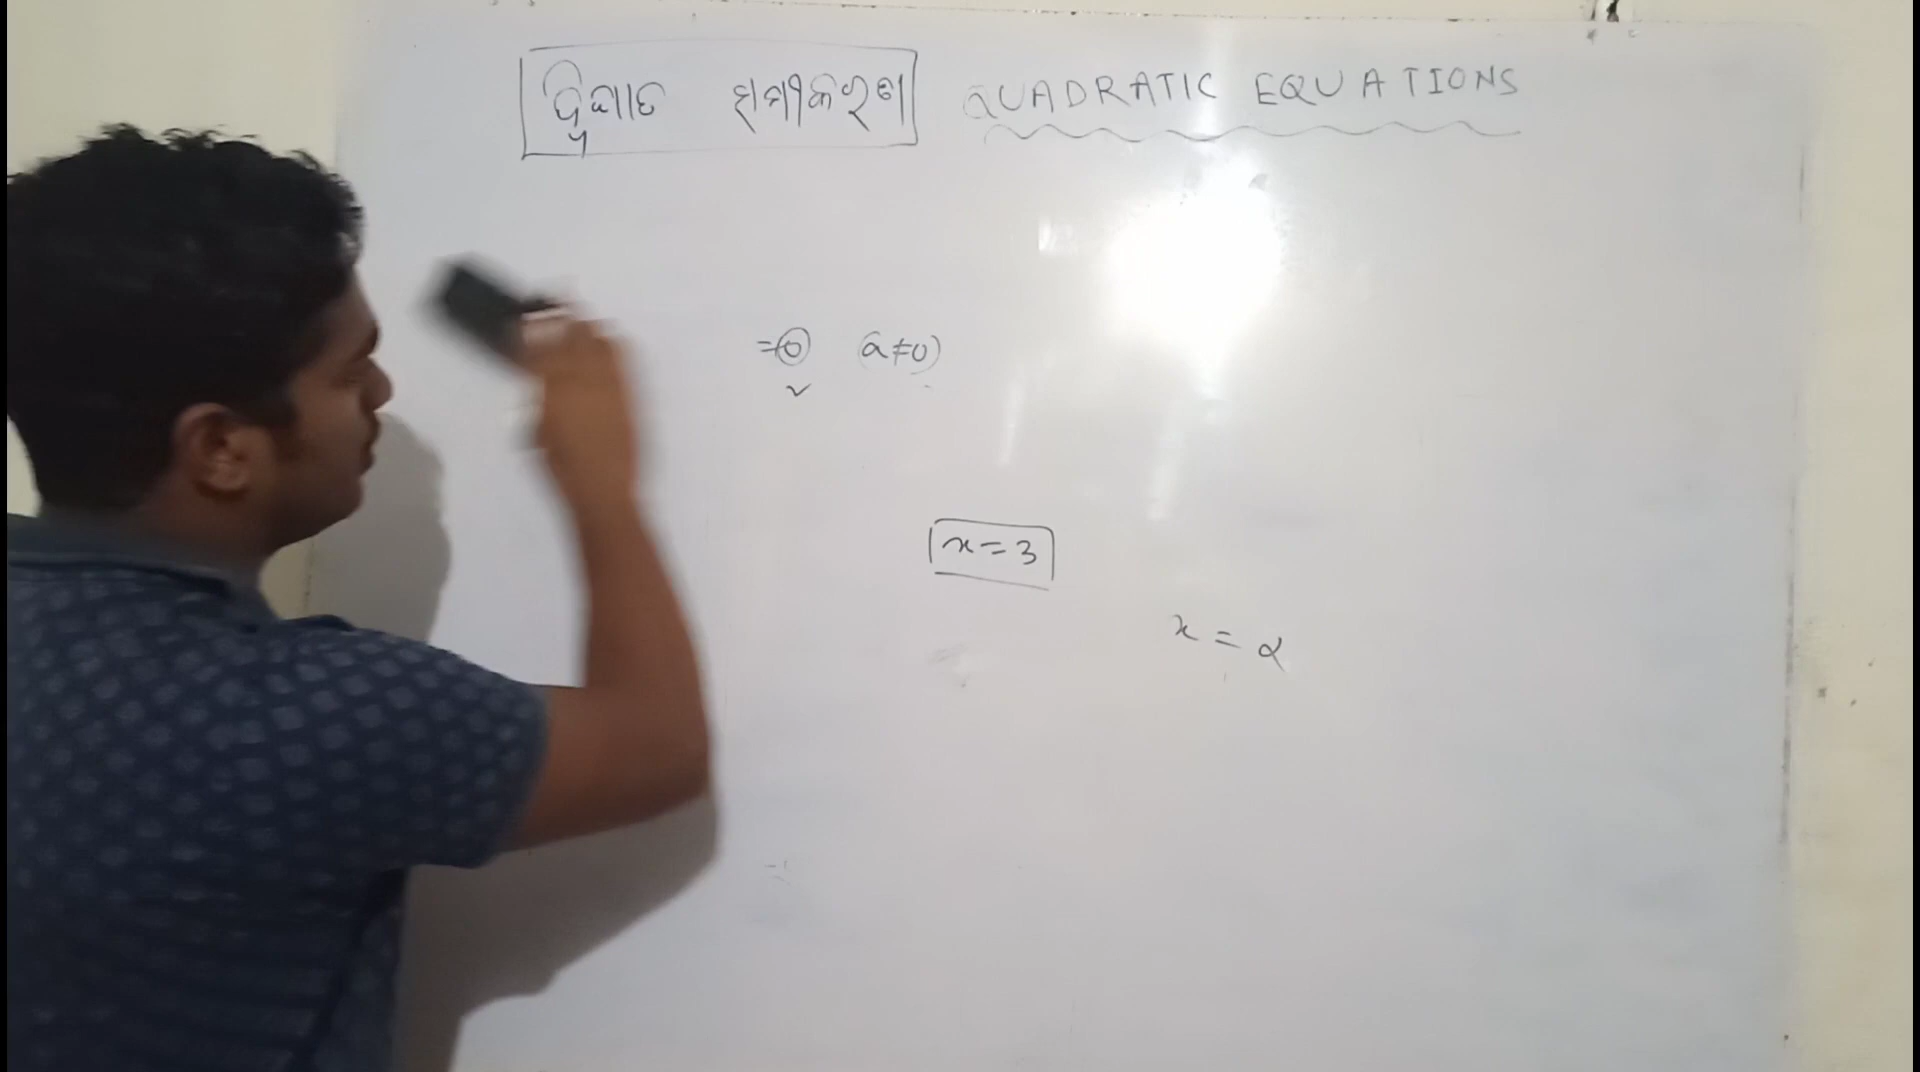 ଦ୍ୱିଘାତ ସମୀକରଣ QUADRATIC EQUATIONS
=0 (a≠0)
x=3
x = α